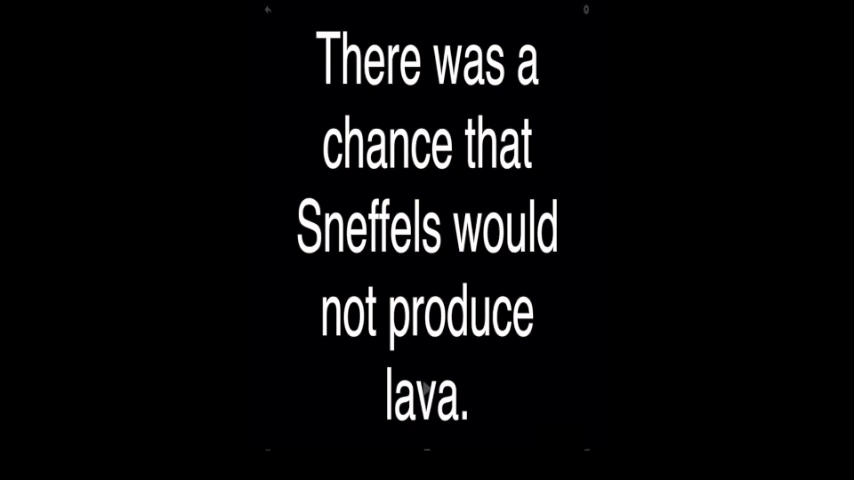 There was a
chance that
Sneffels would
not produce
lava.